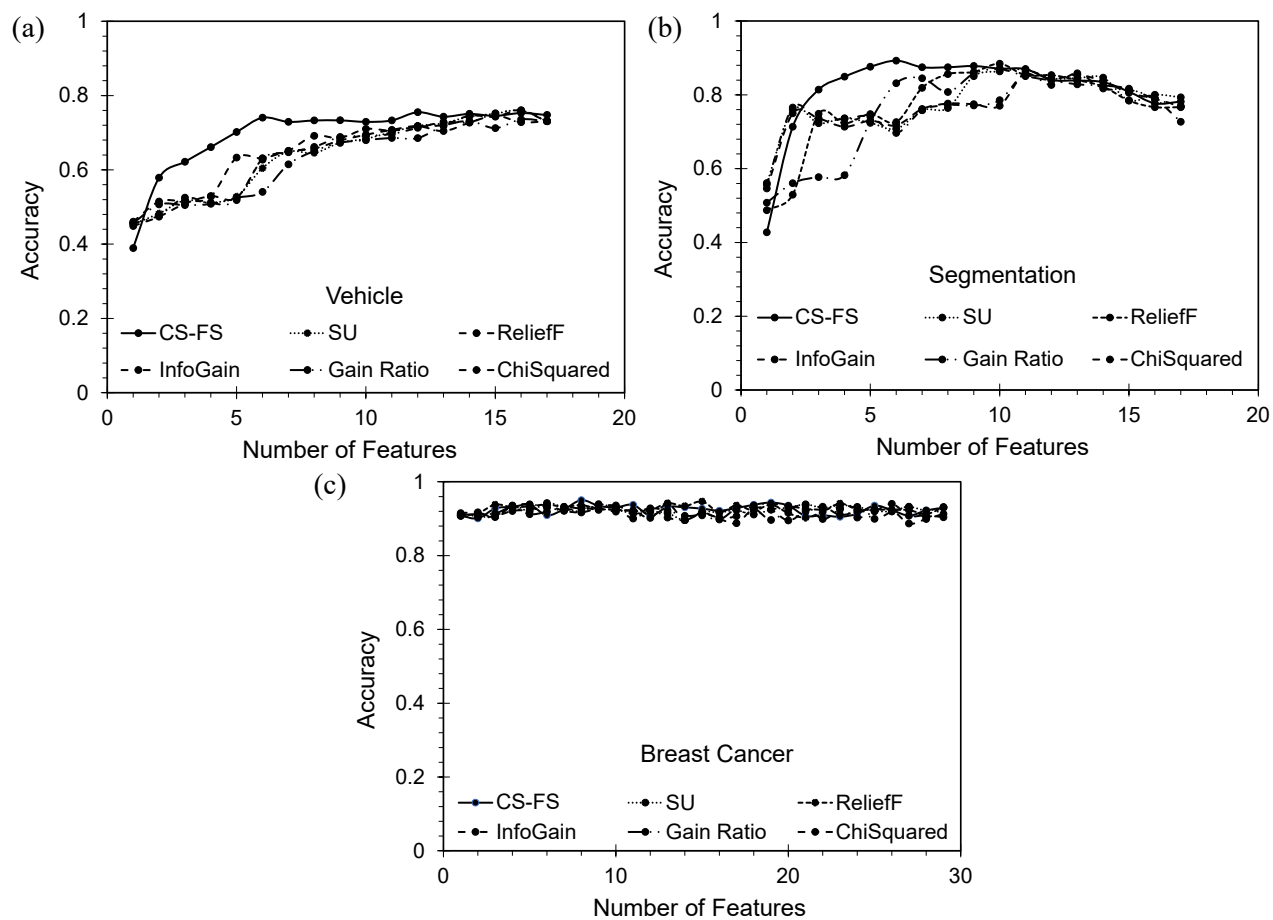 (a)
1
0.8
0.6
0.4
0.2
0
Accuracy
Vehicle
CS-FS SU ReliefF
InfoGain Gain Ratio ChiSquared
0 5 10 15 20
Number of Features
(b)
1
0.8
0.6
0.4
0.2
0
Accuracy
Segmentation
CS-FS SU ReliefF
InfoGain Gain Ratio ChiSquared
0 5 10 15 20
Number of Features
(c)
1
0.8
0.6
0.4
0.2
0
Accuracy
Breast Cancer
CS-FS SU ReliefF
InfoGain Gain Ratio ChiSquared
0 10 20 30
Number of Features